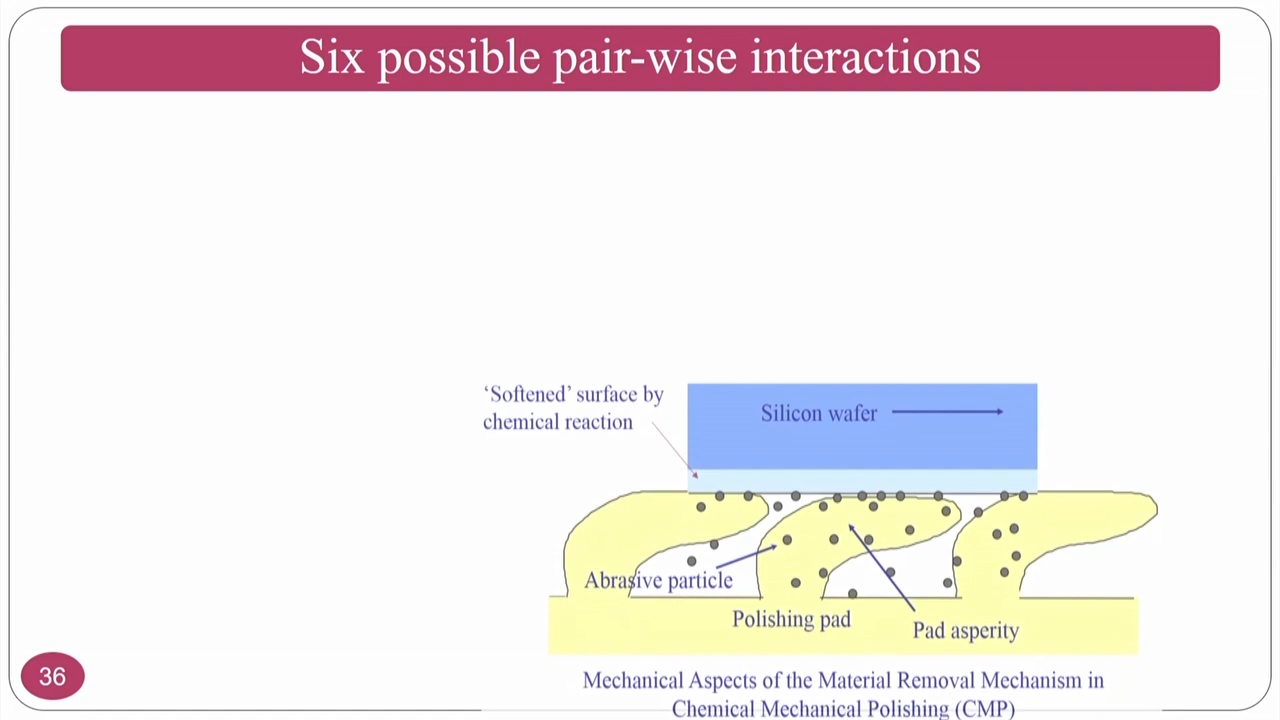 Six possible pair-wise interactions
‘Softened’ surface by
chemical reaction
Silicon wafer
Abrasive particle
Polishing pad
Pad asperity
Mechanical Aspects of the Material Removal Mechanism in
Chemical Mechanical Polishing (CMP)
36